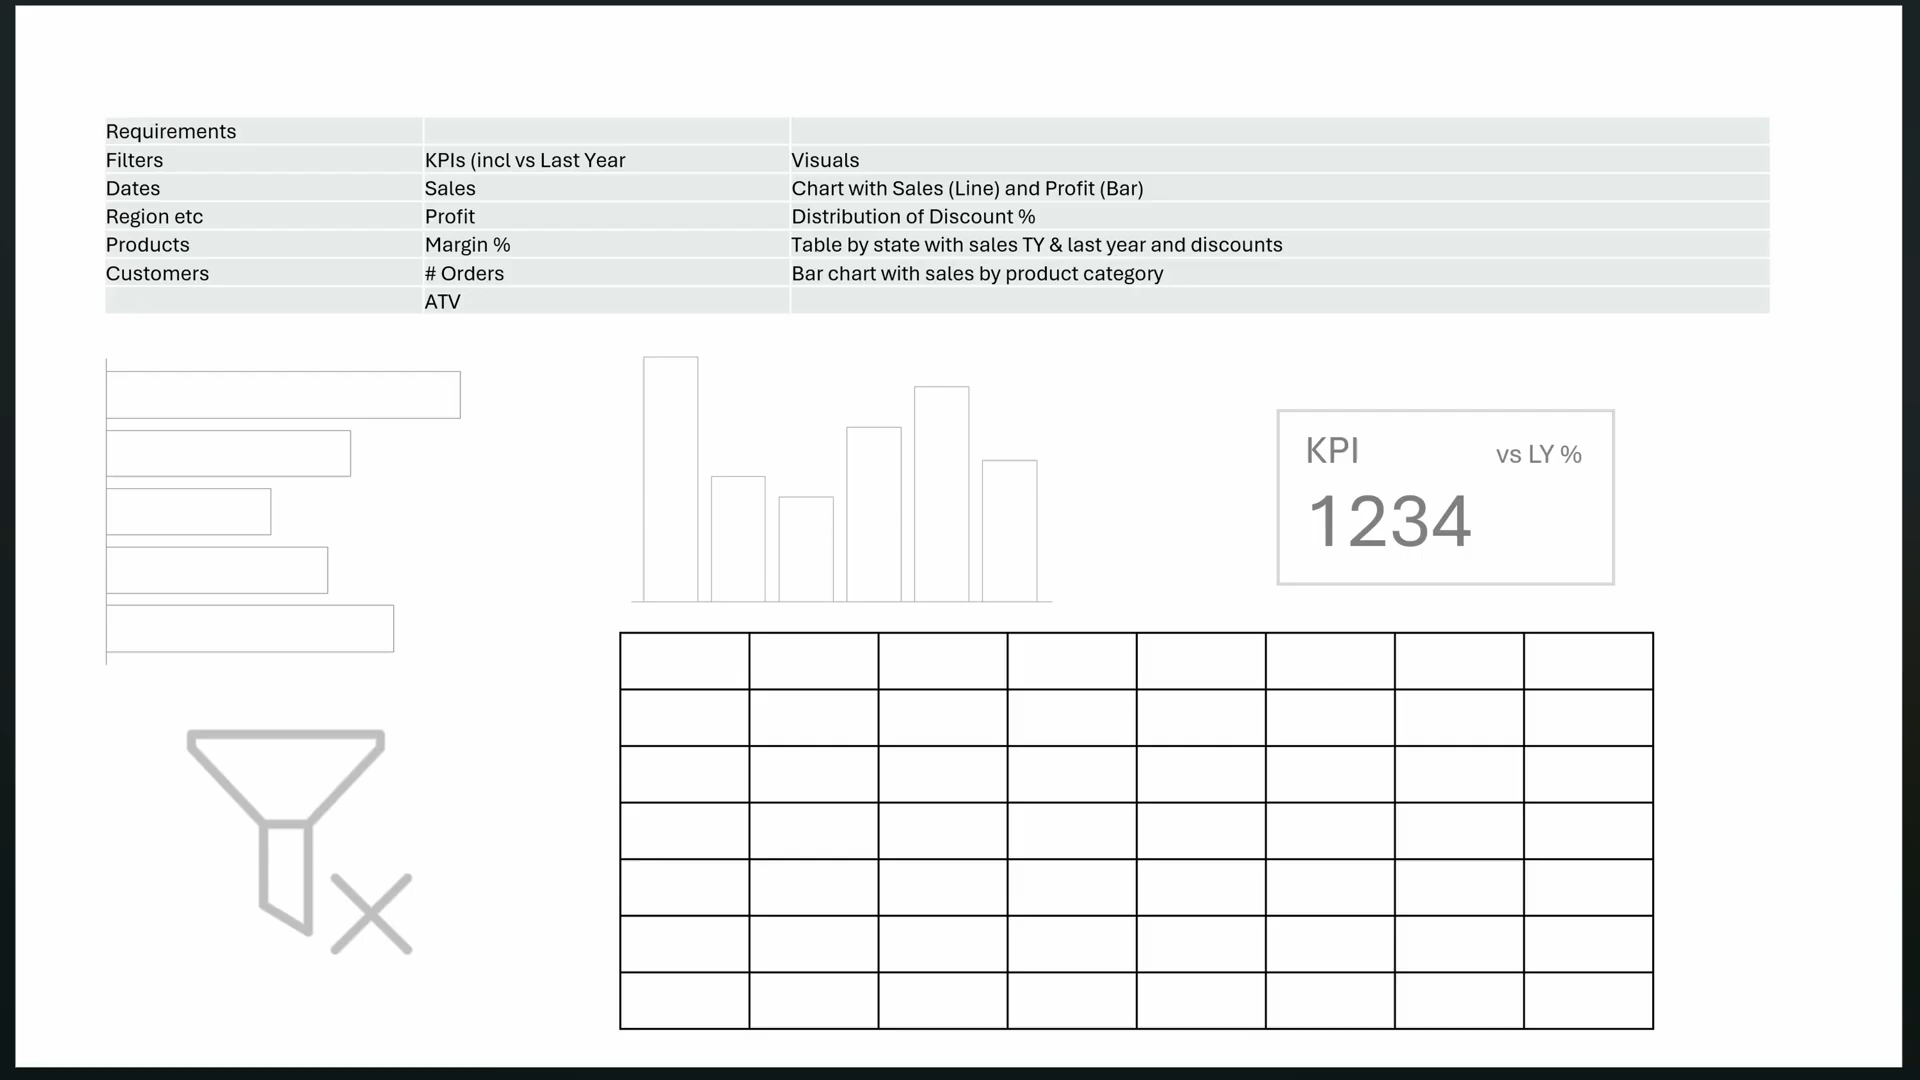 Requirements
Filters KPIs (incl vs Last Year Visuals
Dates Sales Chart with Sales (Line) and Profit (Bar)
Region etc Profit Distribution of Discount %
Products Margin % Table by state with sales TY & last year and discounts
Customers # Orders Bar chart with sales by product category
ATV
KPI vs LY %
1234